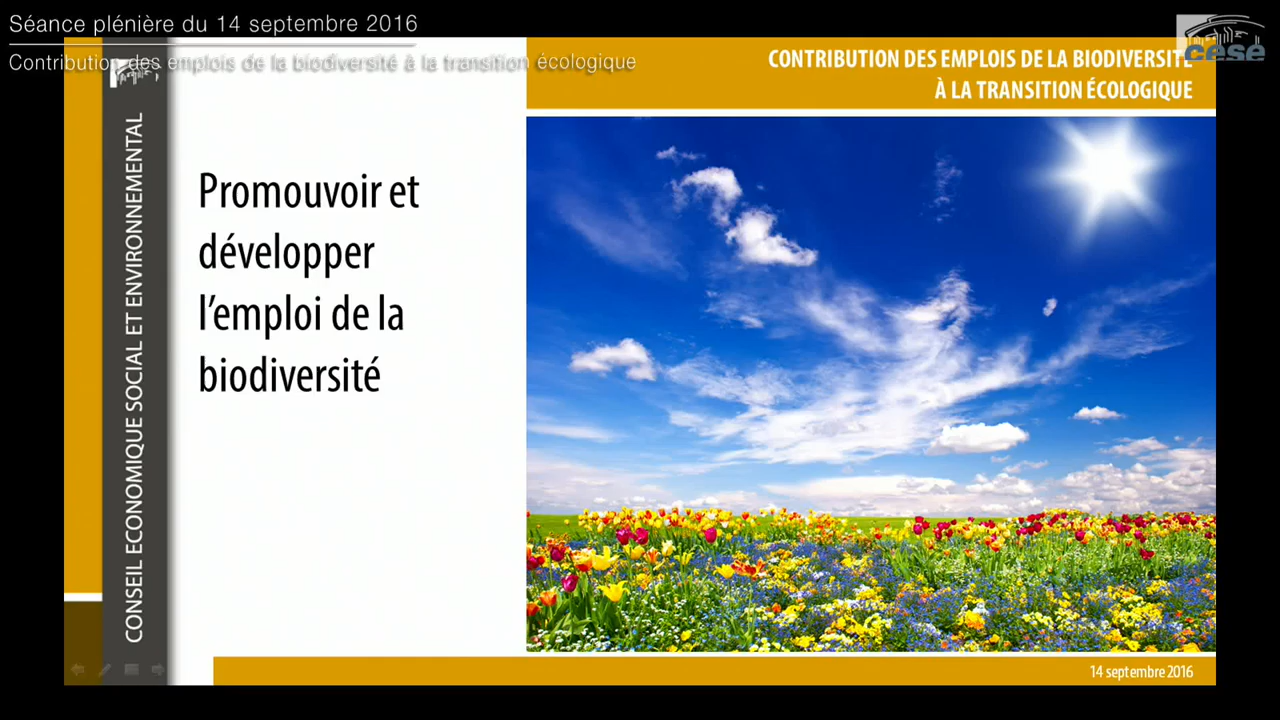 Séance plénière du 14 septembre 2016
Contribution des emplois de la biodiversité à la transition écologique
CONTRIBUTION DES EMPLOIS DE LA BIODIVERSITÉ
À LA TRANSITION ÉCOLOGIQUE
cese
CONSEIL ECONOMIQUE SOCIAL ET ENVIRONNEMENTAL
Promouvoir et
développer
l’emploi de la
biodiversité
14 septembre 2016